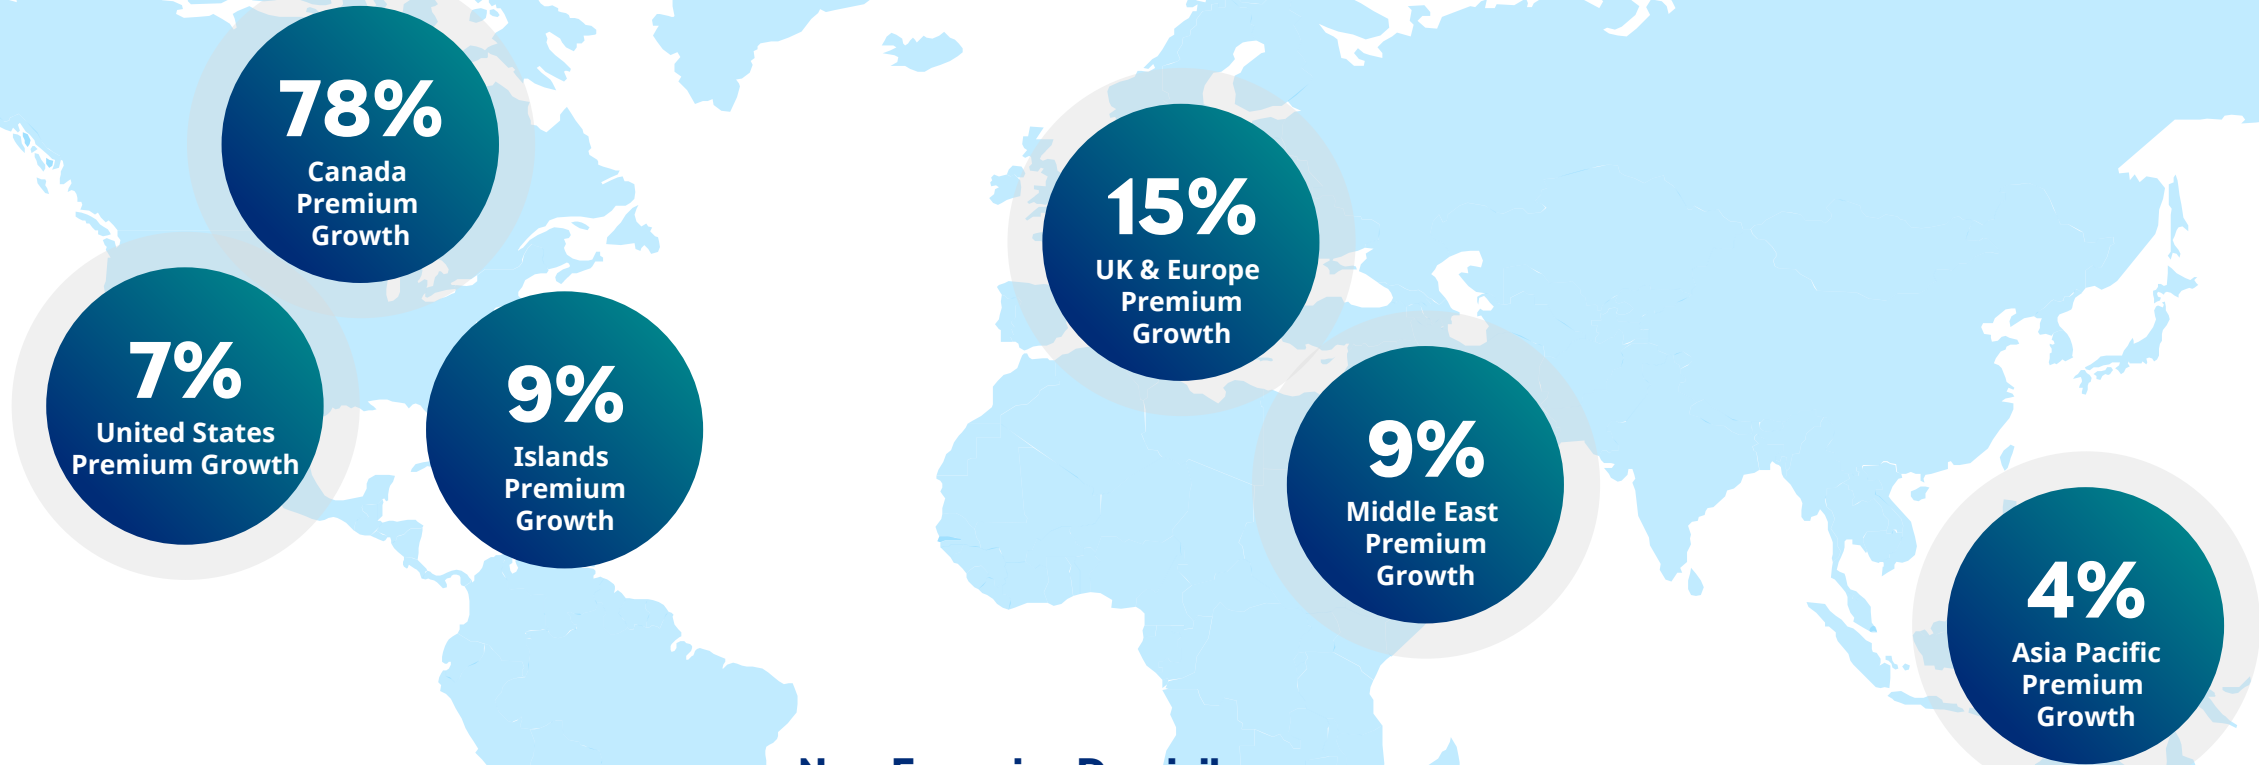 78%
Canada
Premium
Growth
7%
United States
Premium Growth
9%
Islands
Premium
Growth
15%
UK & Europe
Premium
Growth
9%
Middle East
Premium
Growth
4%
Asia Pacific
Premium
Growth